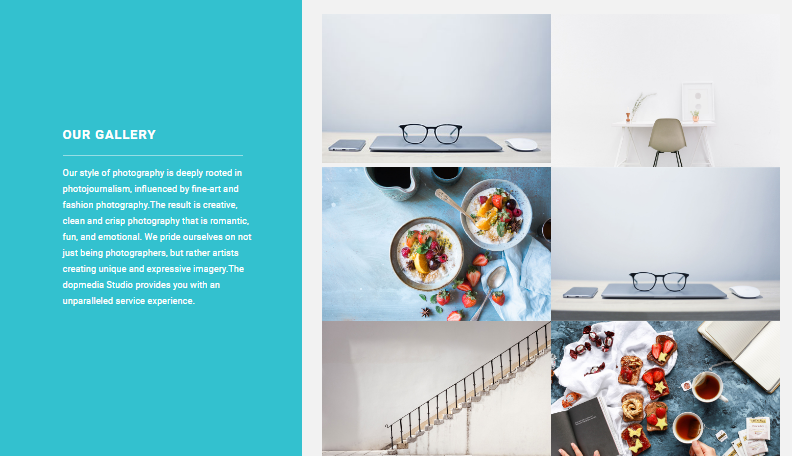 OUR GALLERY
Our style of photography is deeply rooted in
photojournalism, influenced by fine-art and
fashion photography.The result is creative,
clean and crisp photography that is romantic,
fun, and emotional. We pride ourselves on not
just being photographers, but rather artists
creating unique and expressive imagery.The
dopmedia Studio provides you with an
unparalleled service experience.